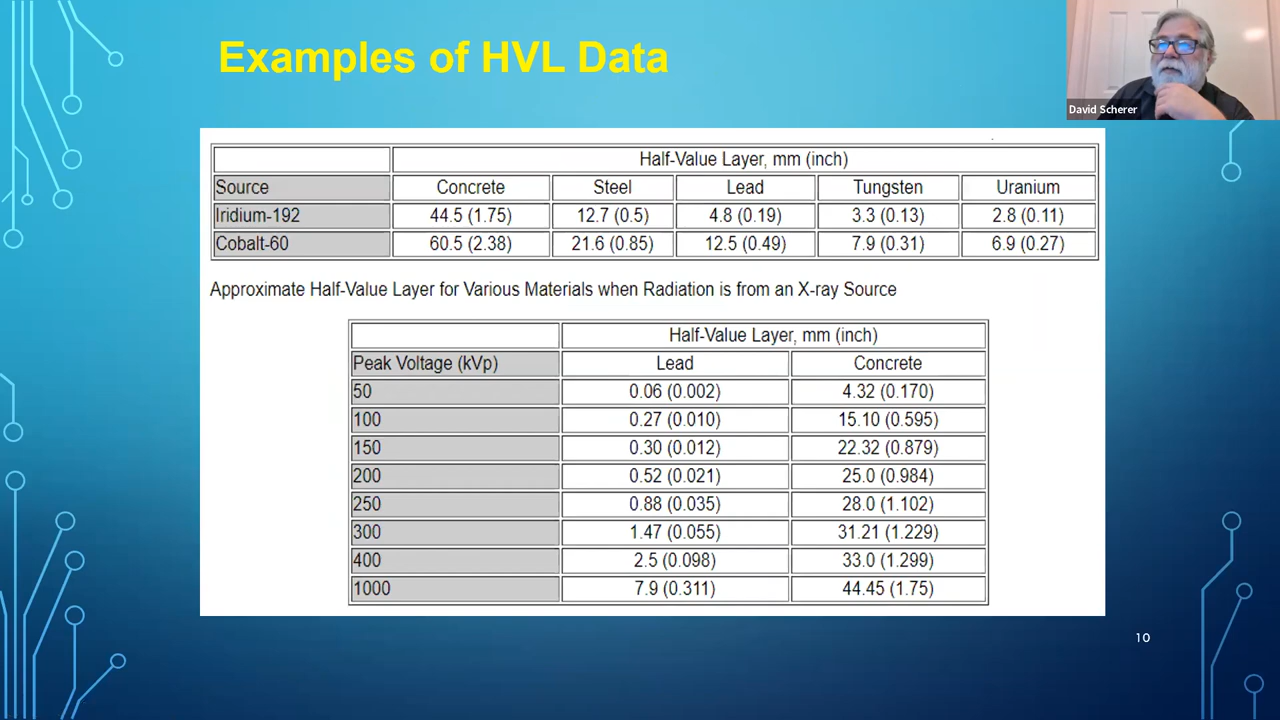 Examples of HVL Data
David Scherer
Half-Value Layer, mm (inch)
Source Concrete Steel Lead Tungsten Uranium
Iridium-192 44.5 (1.75) 12.7 (0.5) 4.8 (0.19) 3.3 (0.13) 2.8 (0.11)
Cobalt-60 60.5 (2.38) 21.6 (0.85) 12.5 (0.49) 7.9 (0.31) 6.9 (0.27)
Approximate Half-Value Layer for Various Materials when Radiation is from an X-ray Source
Half-Value Layer, mm (inch)
Peak Voltage (kVp) Lead Concrete
50 0.06 (0.002) 4.32 (0.170)
100 0.27 (0.010) 15.10 (0.595)
150 0.30 (0.012) 22.32 (0.879)
200 0.52 (0.021) 25.0 (0.984)
250 0.88 (0.035) 28.0 (1.102)
300 1.47 (0.055) 31.21 (1.229)
400 2.5 (0.098) 33.0 (1.299)
1000 7.9 (0.311) 44.45 (1.75)
10